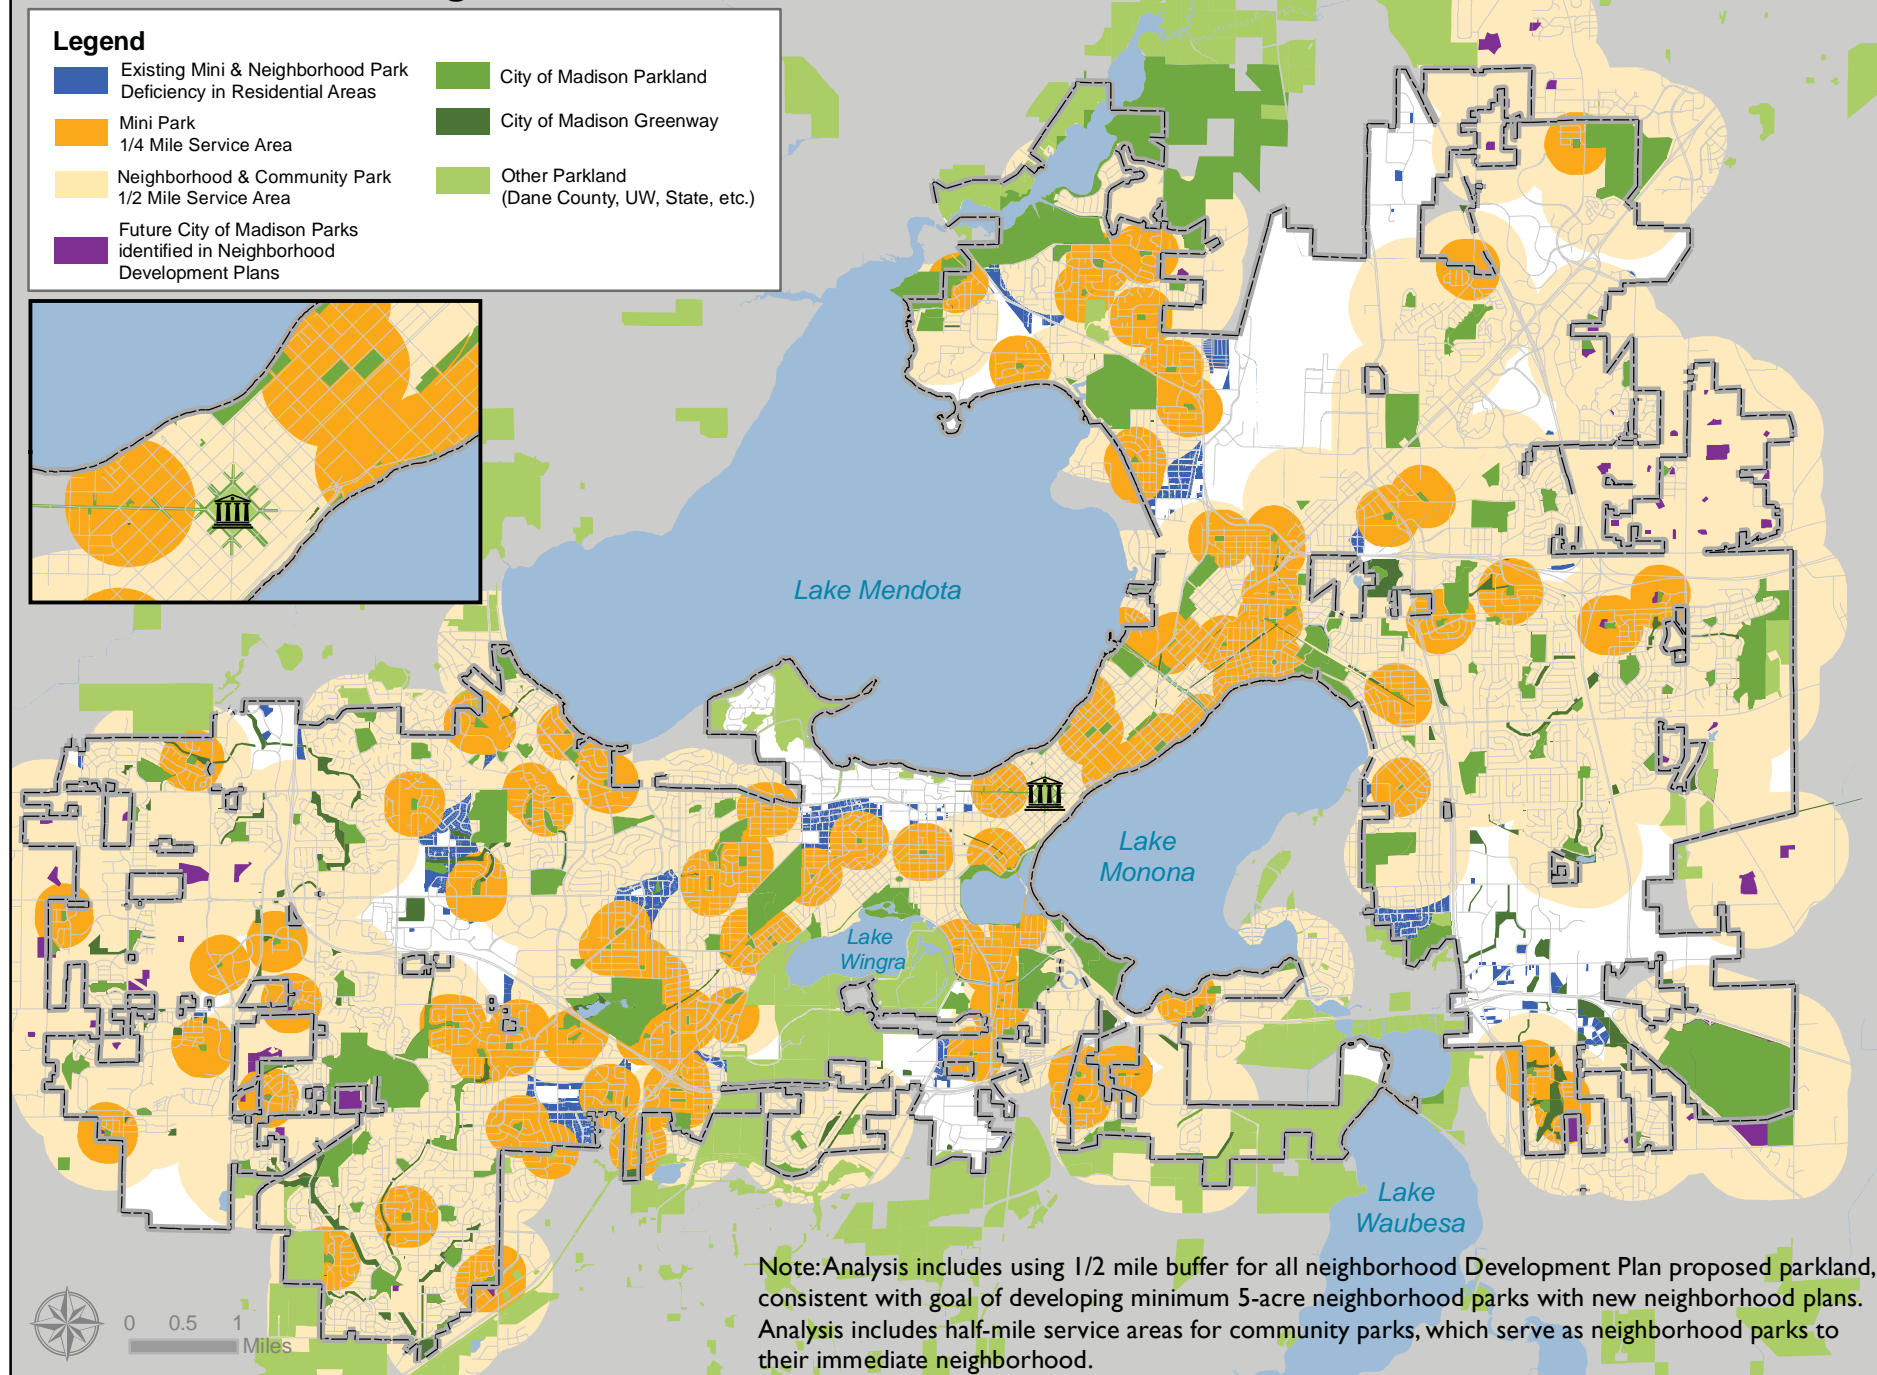 Legend
Existing Mini & Neighborhood Park
Deficiency in Residential Areas
Mini Park
1/4 Mile Service Area
Neighborhood & Community Park
1/2 Mile Service Area
Future City of Madison Parks
identified in Neighborhood
Development Plans
City of Madison Parkland
City of Madison Greenway
Other Parkland
(Dane County, UW, State, etc.)
Lake Mendota
Lake
Monona
Lake
Wingra
Lake
Waubesa
0 0.5 1
Miles
Note:Analysis includes using 1/2 mile buffer for all neighborhood Development Plan proposed parkland,
consistent with goal of developing minimum 5-acre neighborhood parks with new neighborhood plans.
Analysis includes half-mile service areas for community parks, which serve as neighborhood parks to
their immediate neighborhood.